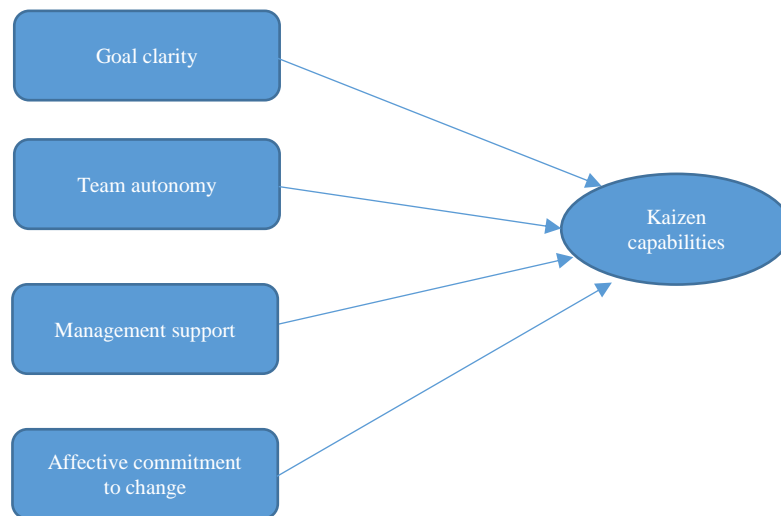 Goal clarity
Team autonomy
Kaizen
capabilities
Management support
Affective commitment
to change